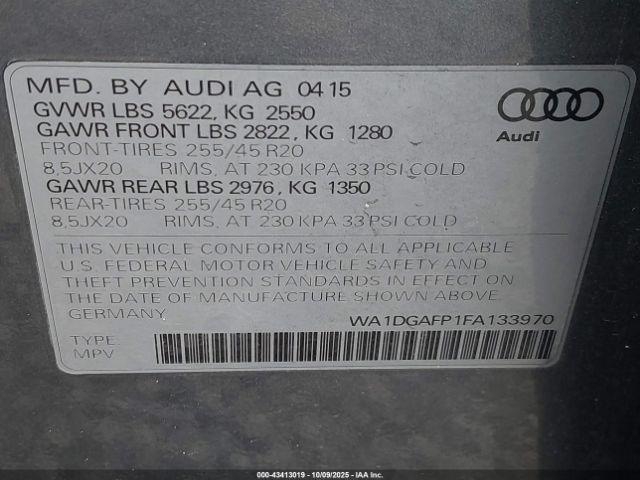 MFD. BY AUDI AG 04 15
GVWR LBS 5622, KG 2550
GAWR FRONT LBS 2822, KG 1280
FRONT-TIRES 255/45 R20
8,5JX20 RIMS, AT 230 KPA 33 PSI COLD
GAWR REAR LBS 2976, KG 1350
REAR-TIRES 255/45 R20
8,5JX20 RIMS, AT 230 KPA 33 PSI COLD
Audi
THIS VEHICLE CONFORMS TO ALL APPLICABLE
U.S. FEDERAL MOTOR VEHICLE SAFETY AND
THEFT PREVENTION STANDARDS IN EFFECT ON
THE DATE OF MANUFACTURE SHOWN ABOVE.
GERMANY
WA1DGAFP1FA133970
TYPE:
MPV
000-43413019 - 10/09/2025 - IAA Inc.